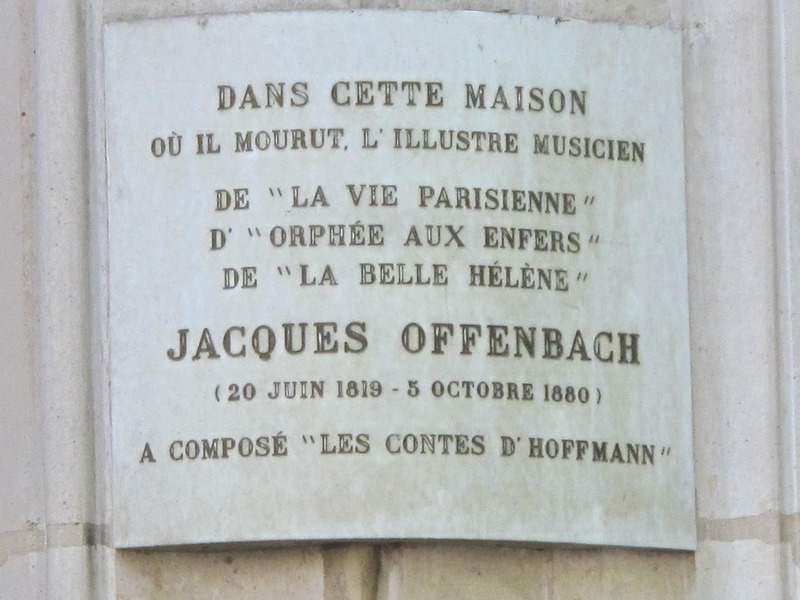 DANS CETTE MAISON
OÙ IL MOURUT, L'ILLUSTRE MUSICIEN
DE "LA VIE PARISIENNE"
D' "ORPHÉE AUX ENFERS"
DE "LA BELLE HÉLÈNE"
JACQUES OFFENBACH
(20 JUIN 1819 - 5 OCTOBRE 1880)
A COMPOSÉ "LES CONTES D'HOFFMANN"